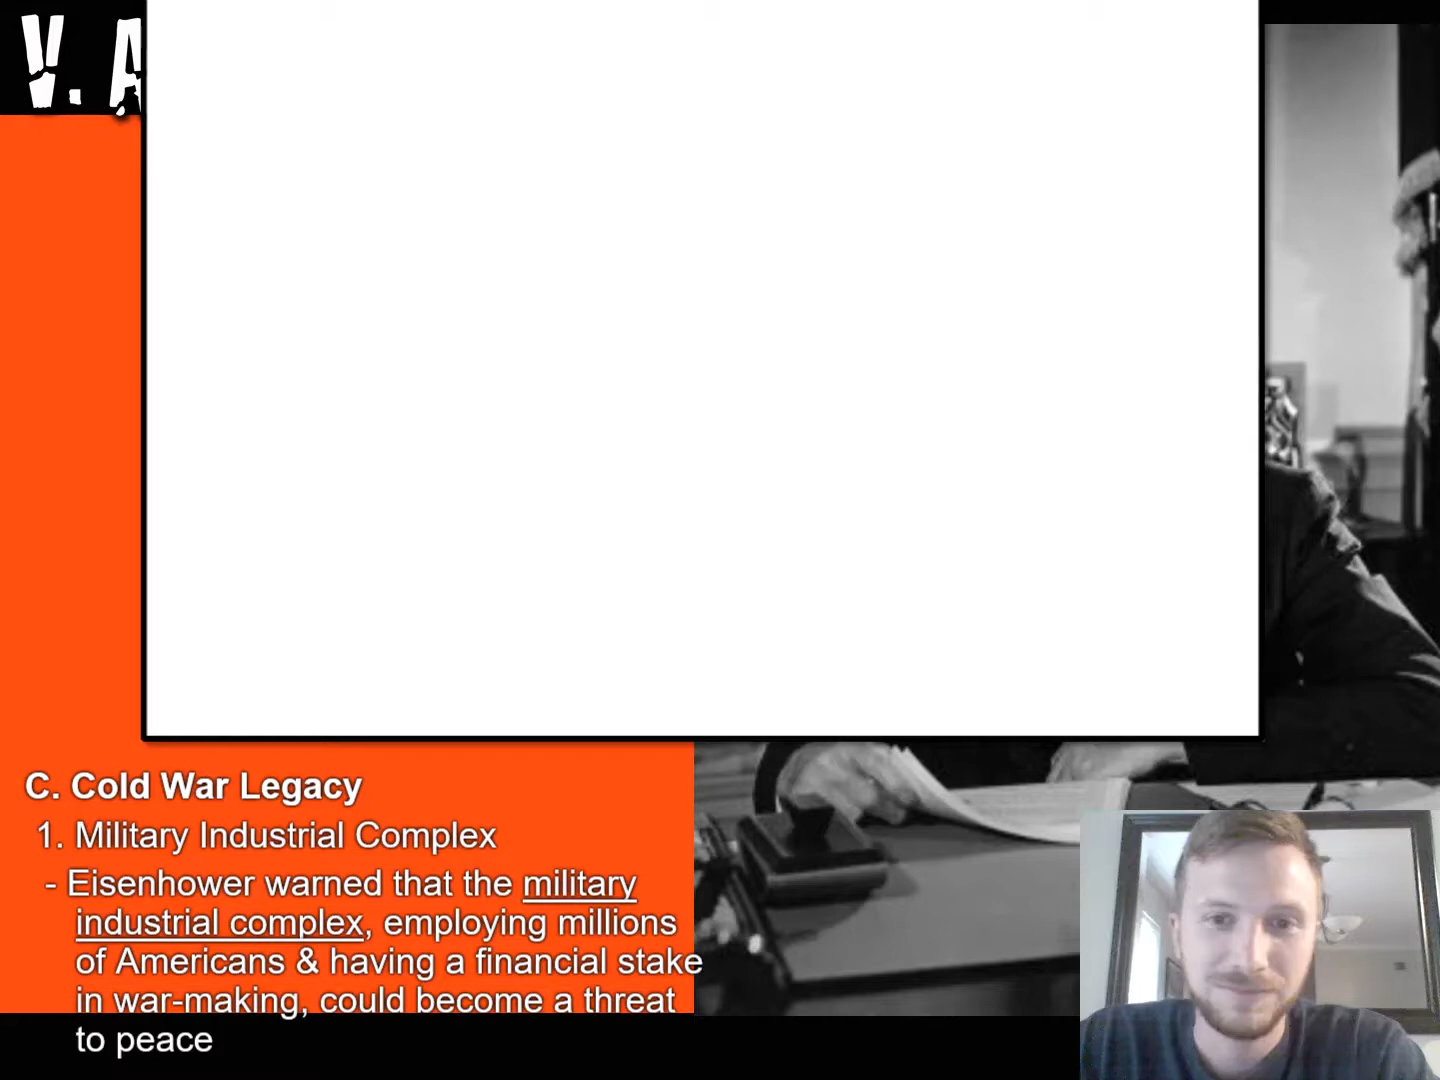 V. A
C. Cold War Legacy
1. Military Industrial Complex
- Eisenhower warned that the military
industrial complex, employing millions
of Americans & having a financial stake
in war-making, could become a threat
to peace